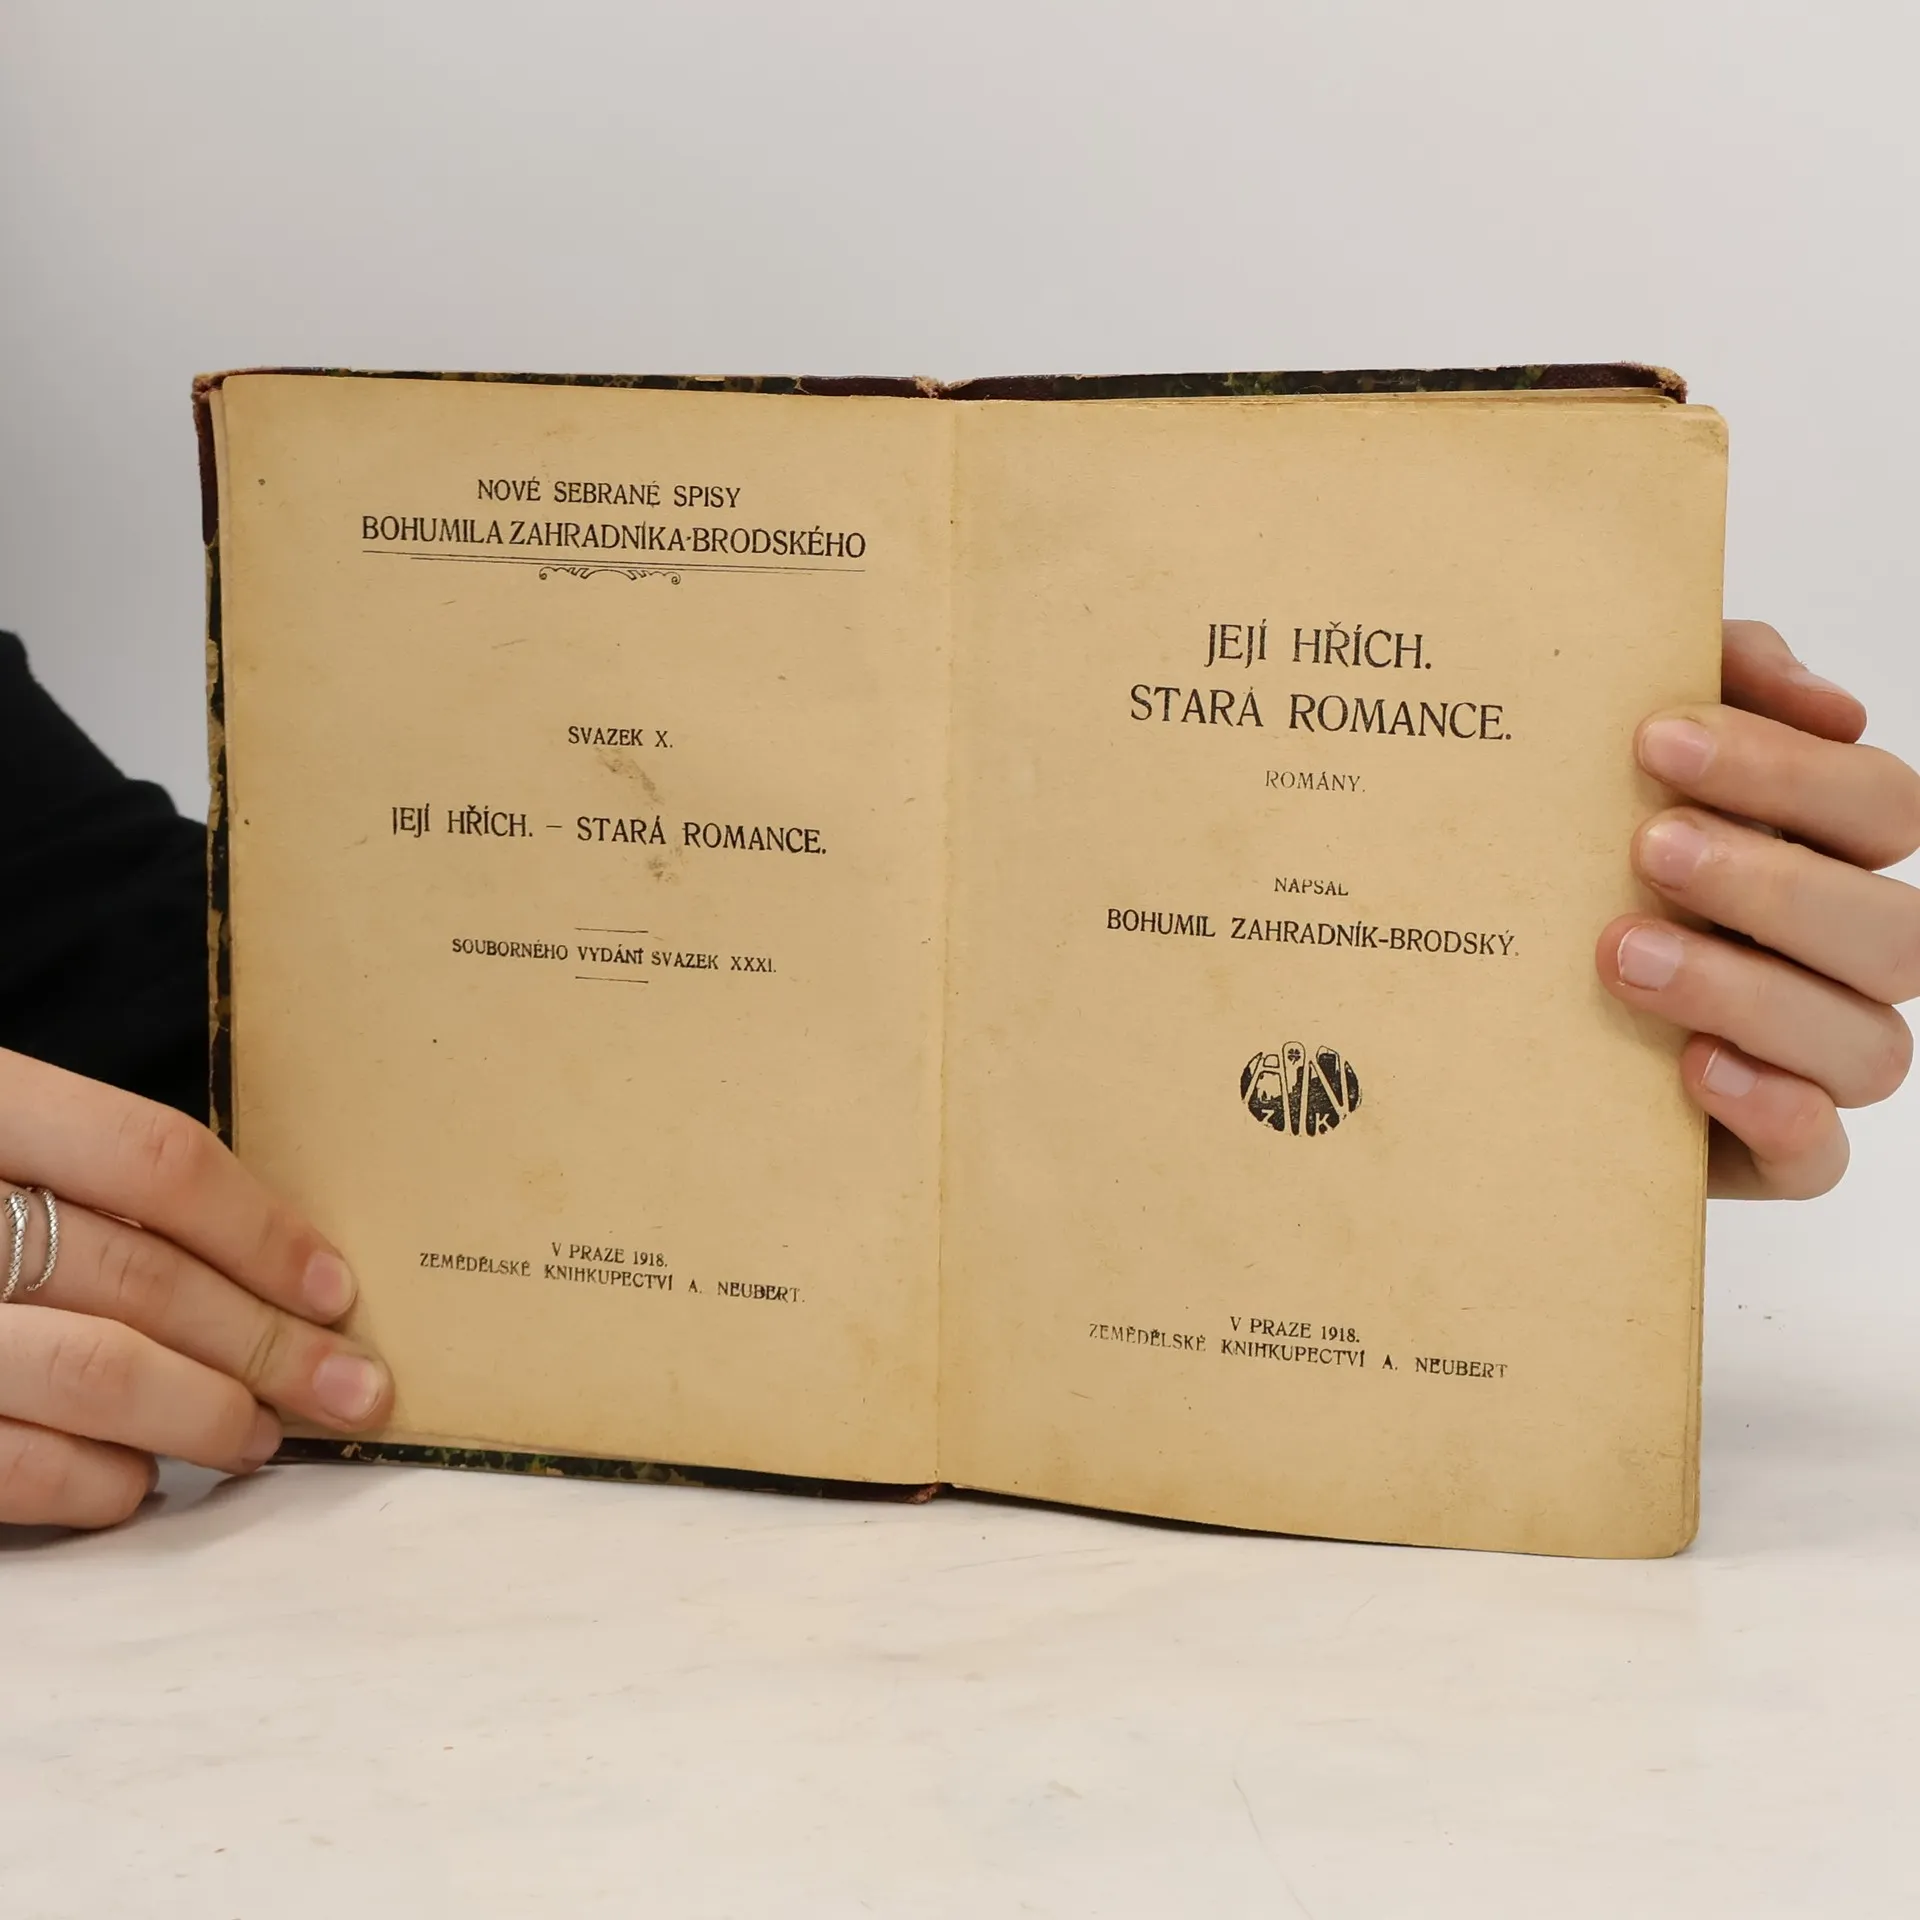 NOVÉ SEBRANÉ SPISY
BOHUMILA ZAHRADNÍKA-BRODSKÉHO
SVAZEK X.
JEJÍ HŘÍCH. – STARÁ ROMANCE.
SOUBORNÉHO VYDÁNÍ SVAZEK XXXI.
V PRAZE 1918.
ZEMĚDĚLSKÉ KNIHKUPECTVÍ A. NEUBERT.
JEJÍ HŘÍCH.
STARÁ ROMANCE.
ROMÁNY.
NAPSAL
BOHUMIL ZAHRADNÍK-BRODSKÝ.
Z K
V PRAZE 1918.
ZEMĚDĚLSKÉ KNIHKUPECTVÍ A. NEUBERT